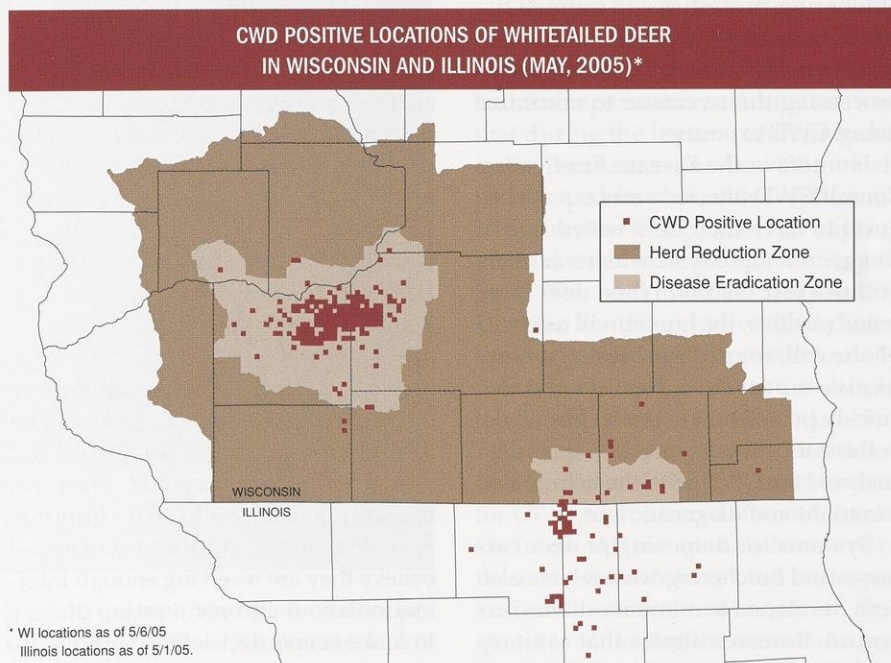 CWD POSITIVE LOCATIONS OF WHITETAILED DEER
IN WISCONSIN AND ILLINOIS (MAY, 2005)*
CWD Positive Location
Herd Reduction Zone
Disease Eradication Zone
WISCONSIN
ILLINOIS
* WI locations as of 5/6/05
Illinois locations as of 5/1/05.